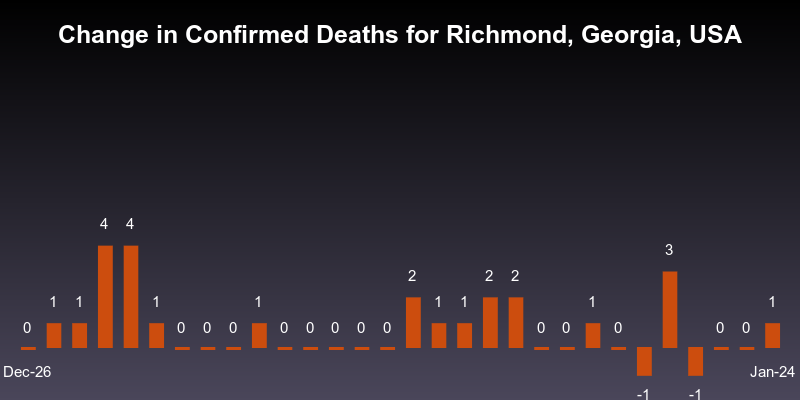 Change in Confirmed Deaths for Richmond, Georgia, USA
0 1 1 4 4 1 0 0 0 1 0 0 0 0 0 2 1 1 2 2 0 0 1 0 -1 3 -1 0 0 1
Dec-26 Jan-24